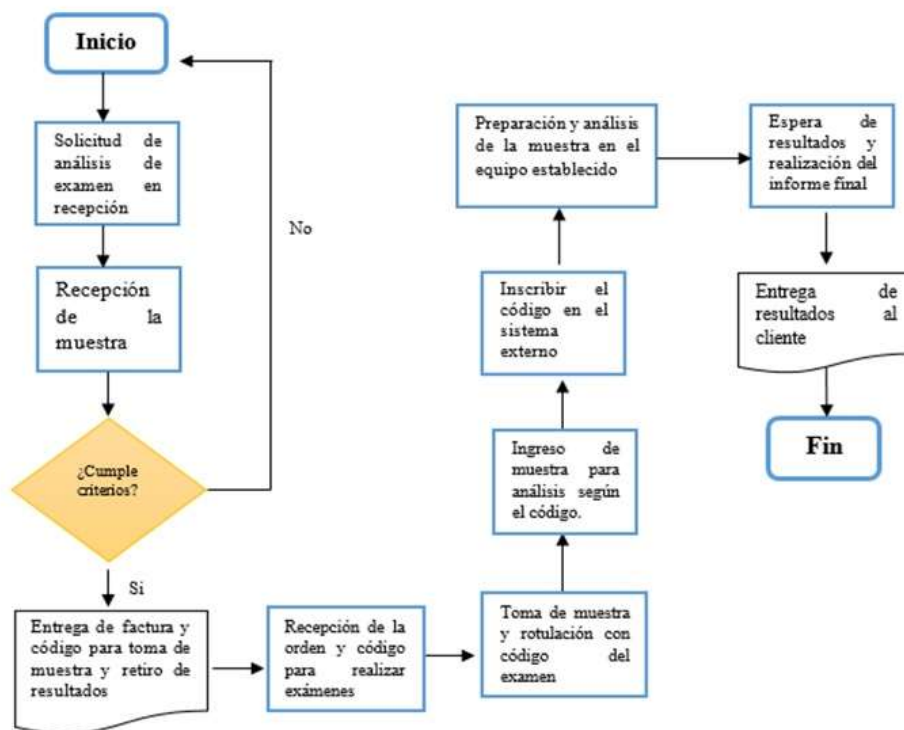 Inicio
Solicitud de
análisis de
examen en
recepción
Recepción
de la
muestra
¿Cumple
criterios?
No
Si
Entrega de factura y
código para toma de
muestra y retiro de
resultados
Recepción de la
orden y código
para realizar
exámenes
Toma de muestra
y rotulación con
código del
examen
Ingreso de
muestra para
análisis según
el código.
Inscribir el
código en el
sistema
externo
Preparación y análisis
de la muestra en el
equipo establecido
Espera de
resultados y
realización del
informe final
Entrega de
resultados al
cliente
Fin